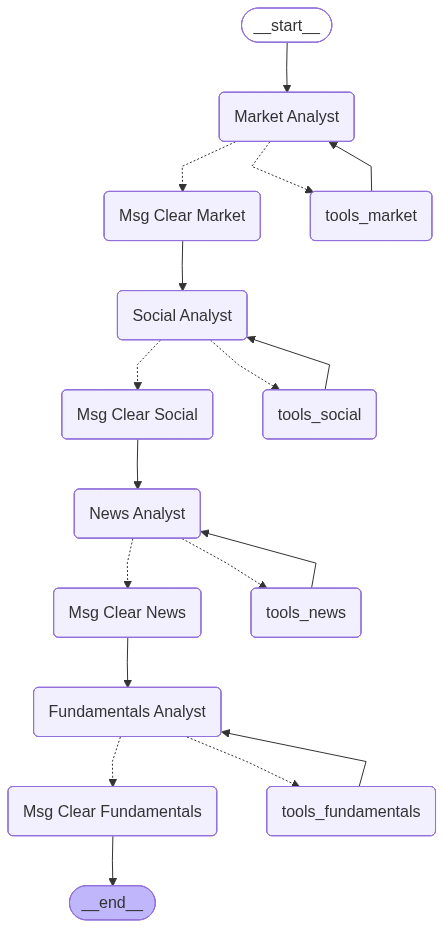 __start__
Market Analyst
Msg Clear Market
tools_market
Social Analyst
Msg Clear Social
tools_social
News Analyst
Msg Clear News
tools_news
Fundamentals Analyst
Msg Clear Fundamentals
tools_fundamentals
__end__